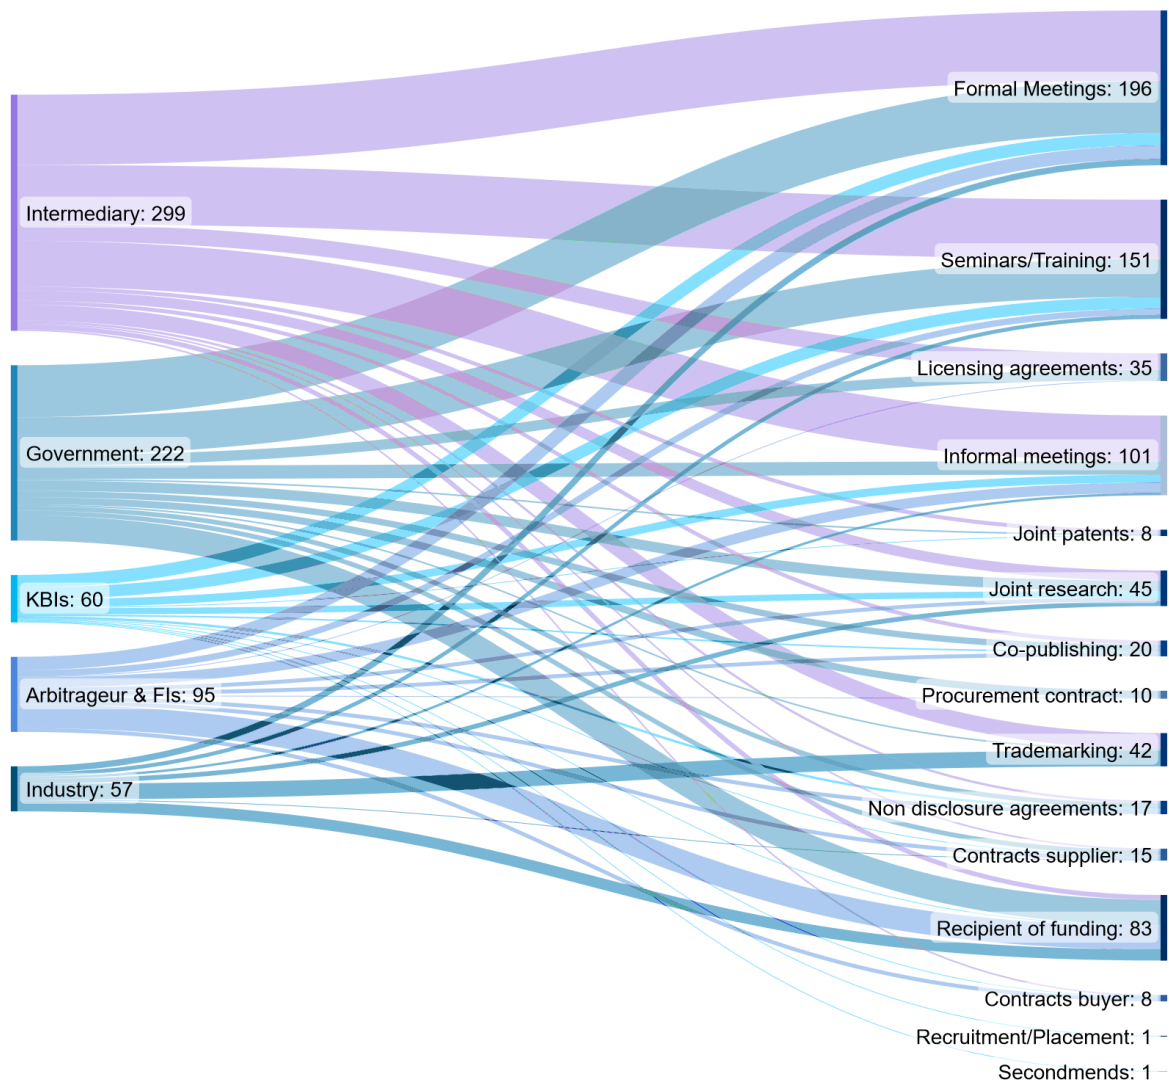 Intermediary: 299
Government: 222
KBIs: 60
Arbitrageur & FIs: 95
Industry: 57
Formal Meetings: 196
Seminars/Training: 151
Licensing agreements: 35
Informal meetings: 101
Joint patents: 8
Joint research: 45
Co-publishing: 20
Procurement contract: 10
Trademarking: 42
Non disclosure agreements: 17
Contracts supplier: 15
Recipient of funding: 83
Contracts buyer: 8
Recruitment/Placement: 1
Secondmends: 1